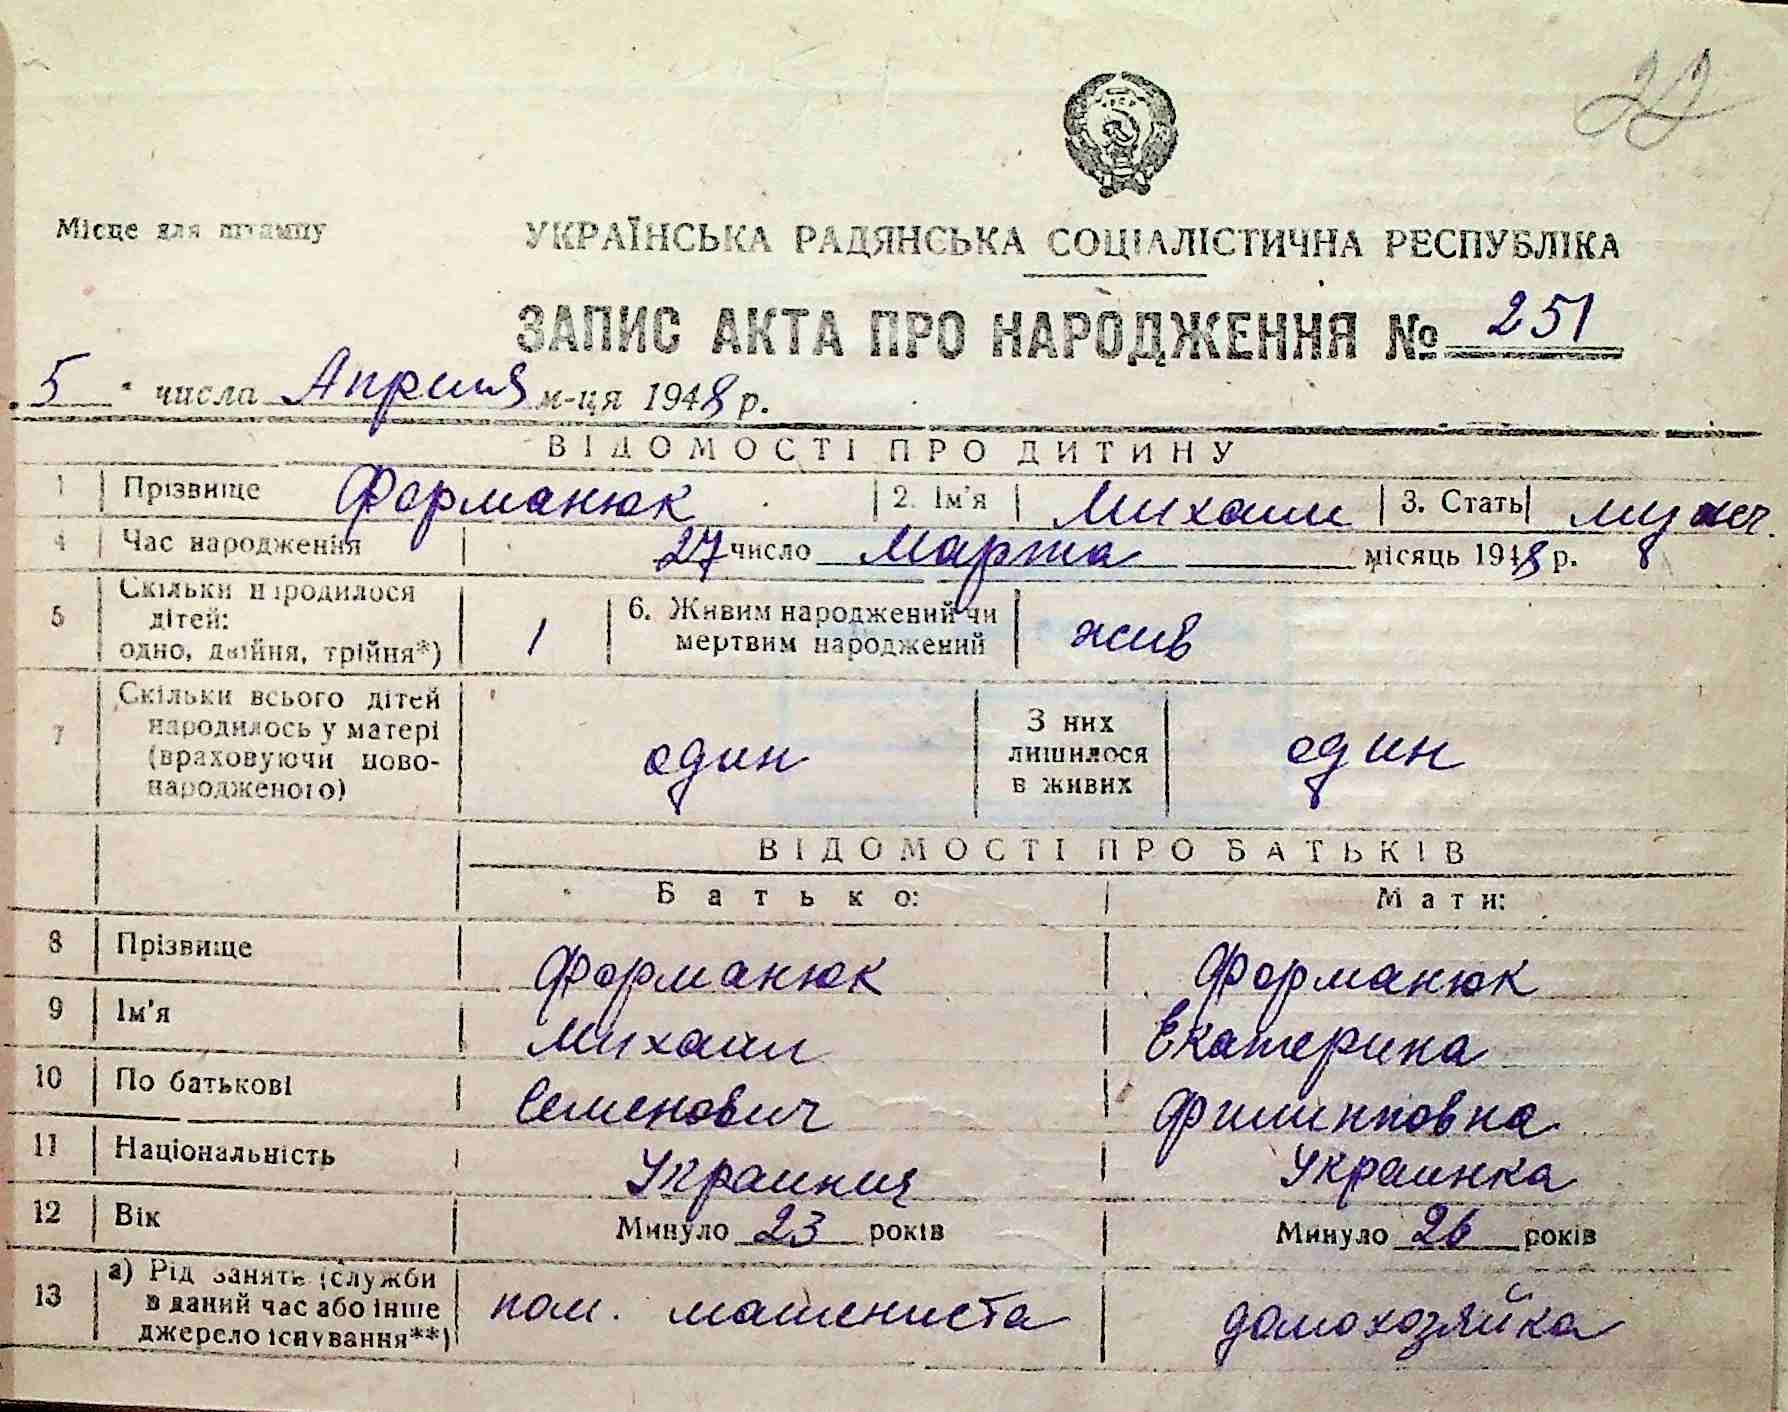 22
Місце для штампу
УКРАЇНСЬКА РАДЯНСЬКА СОЦІАЛІСТИЧНА РЕСПУБЛІКА
ЗАПИС АКТА ПРО НАРОДЖЕННЯ № 251
„5" числа Апреля м-ця 1948 р.
ВІДОМОСТІ ПРО ДИТИНУ
1 Прізвище Форманюк 2. Ім'я Михаил 3. Стать муж.
4 Час народження 27 число Марта місяць 1948 р.
5 Скільки народилося дітей: одно, двійня, трійня*) 1 6. Живим народжений чи мертвим народжений жив
7 Скільки всього дітей народилось у матері (враховуючи новонародженого) один З них лишилося в живих один
ВІДОМОСТІ ПРО БАТЬКІВ
Батько: Мати:
8 Прізвище Форманюк Форманюк
9 Ім'я Михаил Екатерина
10 По батькові Семенович Филипповна
11 Національність Украинец Украинка
12 Вік Минуло 23 років Минуло 26 років
13 а) Рід занять (служби в даний час або інше джерело існування**) пом. машениста домохозяйка